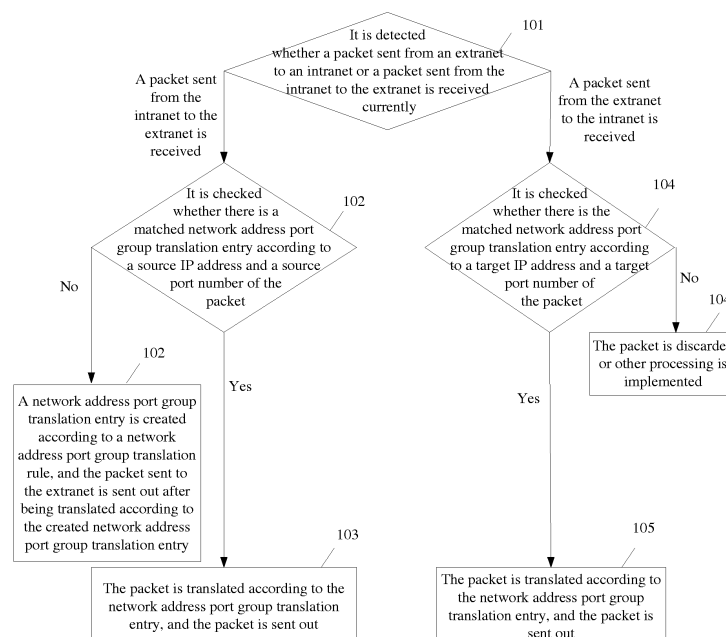 101
It is detected
whether a packet sent from an extranet
to an intranet or a packet sent from the
intranet to the extranet is received
currently
A packet sent
from the
intranet to the
extranet is
received
A packet sent
from the extranet
to the intranet is
received
102
It is checked
whether there is a
matched network address port
group translation entry according to
a source IP address and a source
port number of the
packet
104
It is checked
whether there is the
matched network address port
group translation entry according
to a target IP address and a target
port number of
the packet
No
No
104
The packet is discarde
or other processing is
implemented
102
Yes
Yes
A network address port group
translation entry is created
according to a network
address port group translation
rule, and the packet sent to
the extranet is sent out after
being translated according to
the created network address
port group translation entry
103
The packet is translated according to the
network address port group translation
entry, and the packet is sent out
105
The packet is translated according to
the network address port group
translation entry, and the packet is
sent out